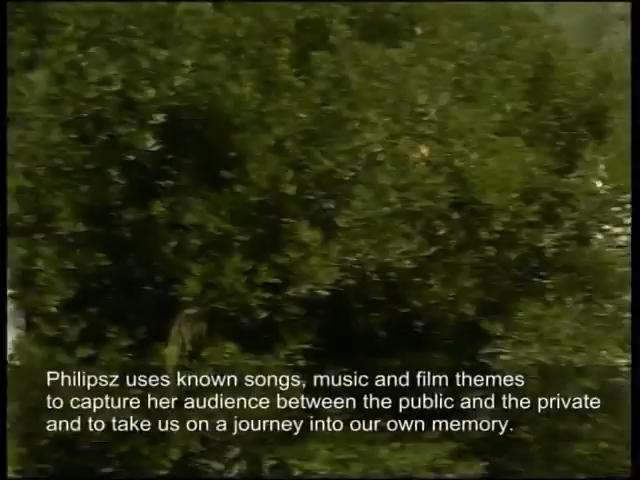 Philipsz uses known songs, music and film themes
to capture her audience between the public and the private
and to take us on a journey into our own memory.